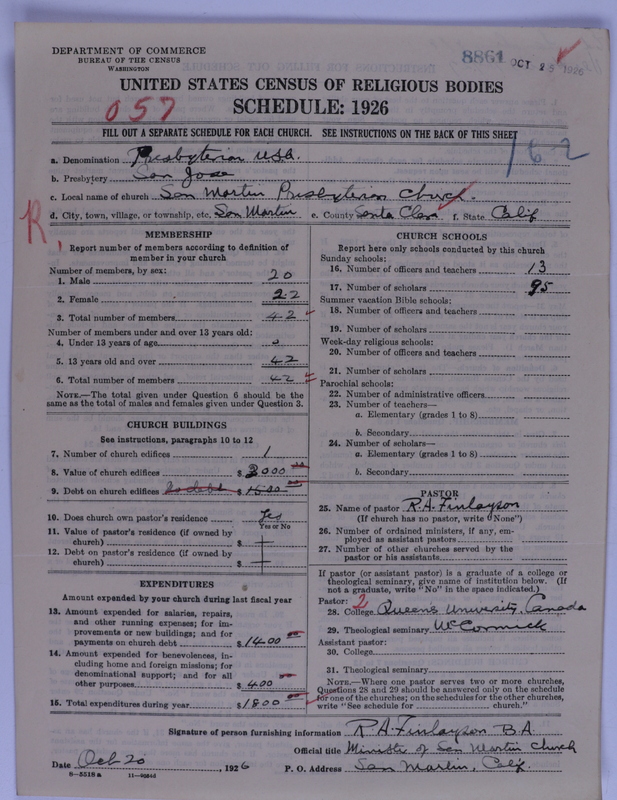 DEPARTMENT OF COMMERCE
BUREAU OF THE CENSUS
WASHINGTON
8861 OCT 25 1926
UNITED STATES CENSUS OF RELIGIOUS BODIES
057
SCHEDULE: 1926
FILL OUT A SEPARATE SCHEDULE FOR EACH CHURCH. SEE INSTRUCTIONS ON THE BACK OF THIS SHEET
162
a. Denomination Presbyterian U.S.A.
b. Presbytery San Jose
c. Local name of church San Martin Presbyterian Church.
d. City, town, village, or township, etc. San Martin e. County Santa Clara f. State Calif
R
MEMBERSHIP
Report number of members according to definition of member in your church
Number of members, by sex:
1. Male 20
2. Female 22
3. Total number of members 42
Number of members under and over 13 years old:
4. Under 13 years of age 0
5. 13 years old and over 42
6. Total number of members 42
NOTE.—The total given under Question 6 should be
same as the total of males and females given under Question 3.
CHURCH BUILDINGS
See instructions, paragraphs 10 to 12
7. Number of church edifices 1
8. Value of church edifices $ 3000
9. Debt on church edifices no debt $ 1500
10. Does church own pastor's residence Yes
Yes or No
11. Value of pastor's residence (if owned by
church) $
12. Debt on pastor's residence (if owned by
church) $
EXPENDITURES
Amount expended by your church during last fiscal year
13. Amount expended for salaries, repairs,
and other running expenses; for im-
provements or new buildings; and for
payments on church debt $ 1400
14. Amount expended for benevolences, in-
cluding home and foreign missions; for
denominational support; and for all
other purposes $ 400
15. Total expenditures during year $ 1800
CHURCH SCHOOLS
Report here only schools conducted by this church
Sunday schools:
16. Number of officers and teachers 13
17. Number of scholars 95
Summer vacation Bible schools:
18. Number of officers and teachers
19. Number of scholars
Week-day religious schools:
20. Number of officers and teachers
21. Number of scholars
Parochial schools:
22. Number of administrative officers
23. Number of teachers—
a. Elementary (grades 1 to 8)
b. Secondary
24. Number of scholars—
a. Elementary (grades 1 to 8)
b. Secondary
PASTOR
25. Name of pastor R.A. Finlayson
(If church has no pastor, write "None")
26. Number of ordained ministers, if any, em-
ployed as assistant pastors
27. Number of other churches served by the
pastor or his assistants
If pastor (or assistant pastor) is a graduate of a college or
theological seminary, give name of institution below. (If
not a graduate, write "No" in the space indicated.)
Pastor: 2
28. College Queens University, Canada
29. Theological seminary McCormick
Assistant pastor:
30. College
31. Theological seminary
NOTE.—Where one pastor serves two or more churches,
Questions 28 and 29 should be answered only on the schedule
for one of the churches; on the schedules for the other churches,
write "See schedule for church."
Signature of person furnishing information R.A. Finlayson B.A.
Official title Minister of San Martin Church
Date Oct 20, 1926 P. O. Address San Martin, Calif.
8—5518a 11—9054d